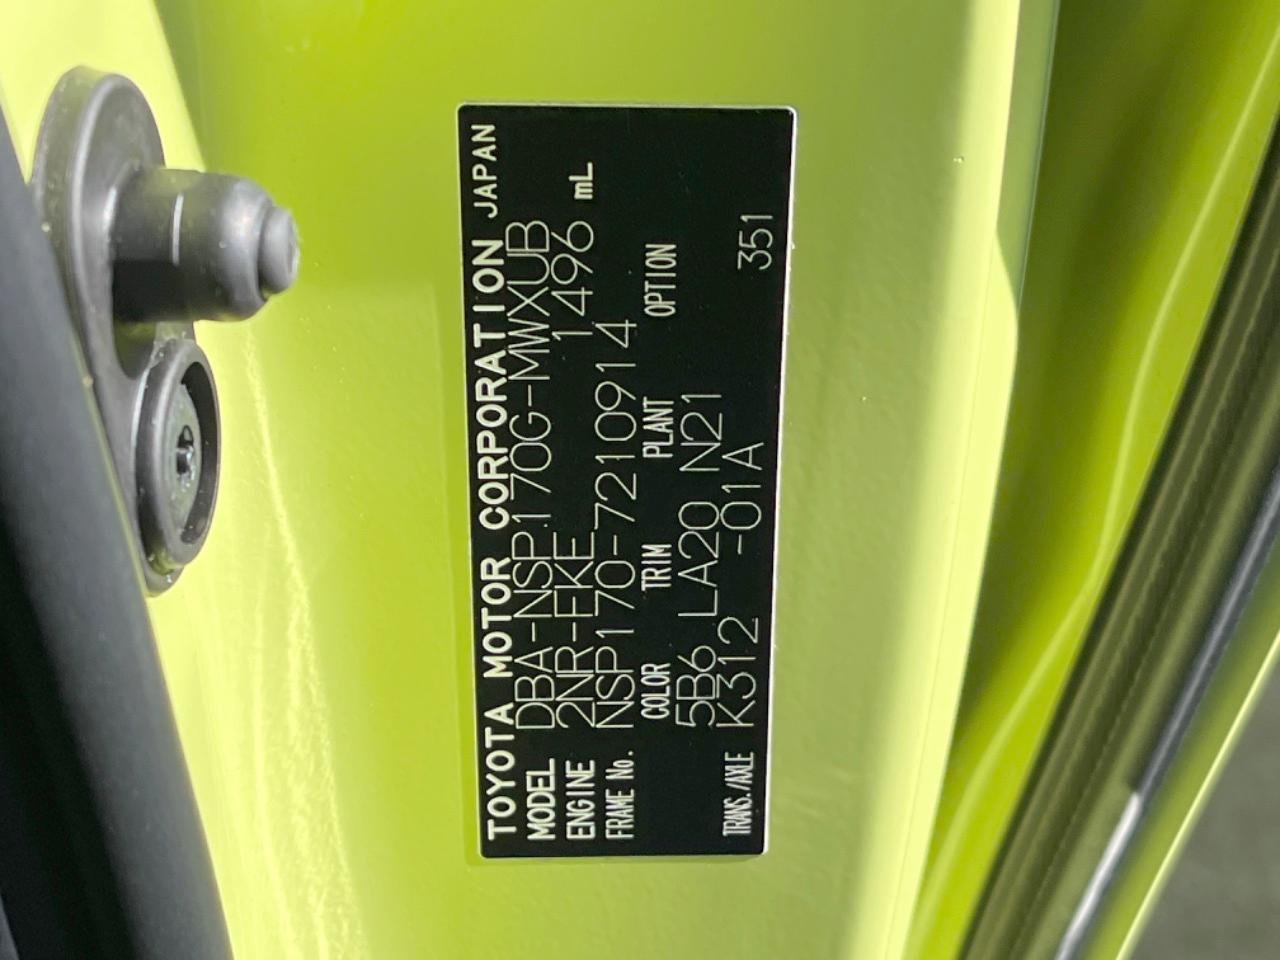 TOYOTA MOTOR CORPORATION JAPAN
MODEL DBA-NSP170G-MWXUB
ENGINE 2NR-FKE 1496 mL
FRAME No. NSP170-7210914
COLOR TRIM PLANT OPTION
5B6 LA20 N21
TRANS./AXLE K312 -01A 351